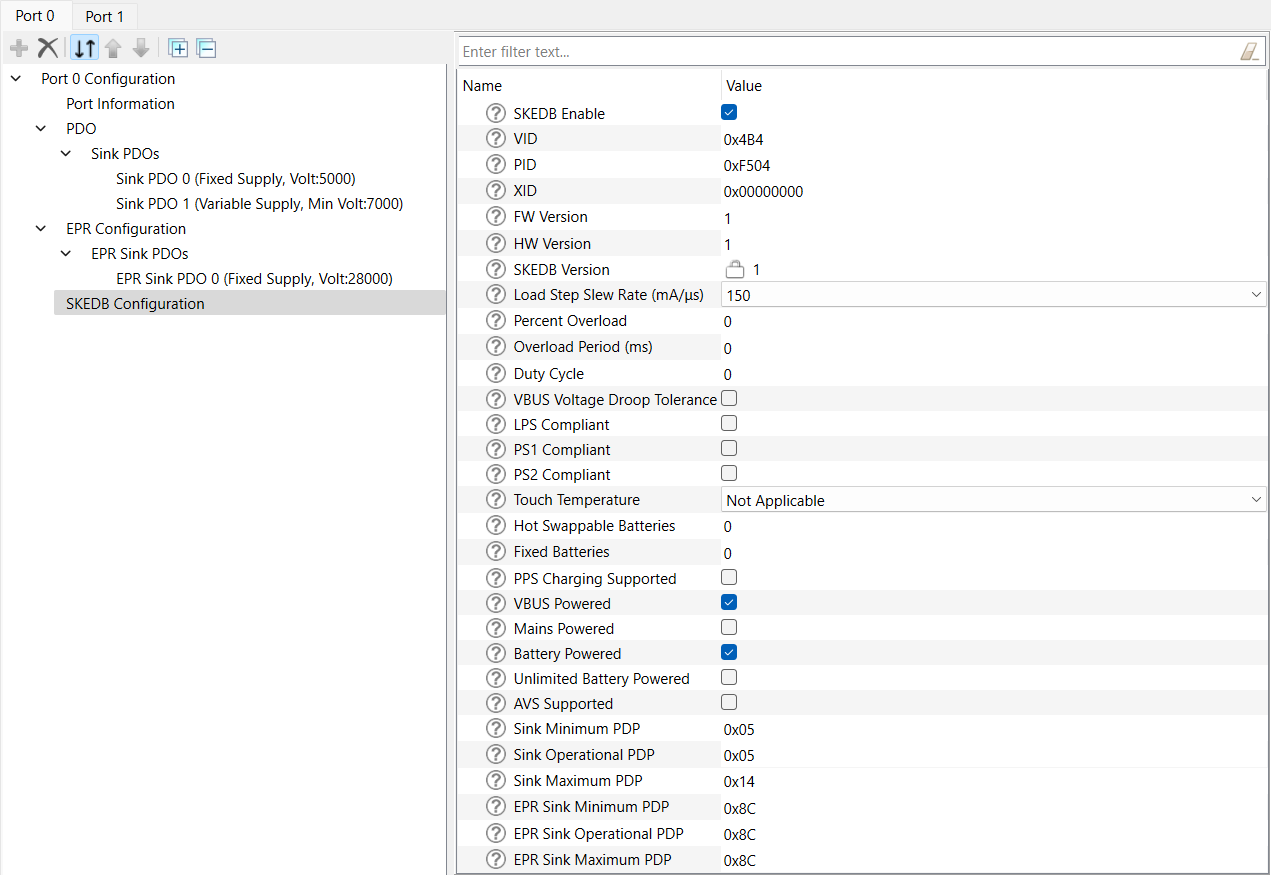 Port 0 Port 1
Port 0 Configuration
Port Information
PDO
Sink PDOs
Sink PDO 0 (Fixed Supply, Volt:5000)
Sink PDO 1 (Variable Supply, Min Volt:7000)
EPR Configuration
EPR Sink PDOs
EPR Sink PDO 0 (Fixed Supply, Volt:28000)
SKEDB Configuration
Enter filter text...
Name Value
? SKEDB Enable
? VID 0x4B4
? PID 0xF504
? XID 0x00000000
? FW Version 1
? HW Version 1
? SKEDB Version 1
? Load Step Slew Rate (mA/μs) 150
? Percent Overload 0
? Overload Period (ms) 0
? Duty Cycle 0
? VBUS Voltage Droop Tolerance
? LPS Compliant
? PS1 Compliant
? PS2 Compliant
? Touch Temperature Not Applicable
? Hot Swappable Batteries 0
? Fixed Batteries 0
? PPS Charging Supported
? VBUS Powered
? Mains Powered
? Battery Powered
? Unlimited Battery Powered
? AVS Supported
? Sink Minimum PDP 0x05
? Sink Operational PDP 0x05
? Sink Maximum PDP 0x14
? EPR Sink Minimum PDP 0x8C
? EPR Sink Operational PDP 0x8C
? EPR Sink Maximum PDP 0x8C